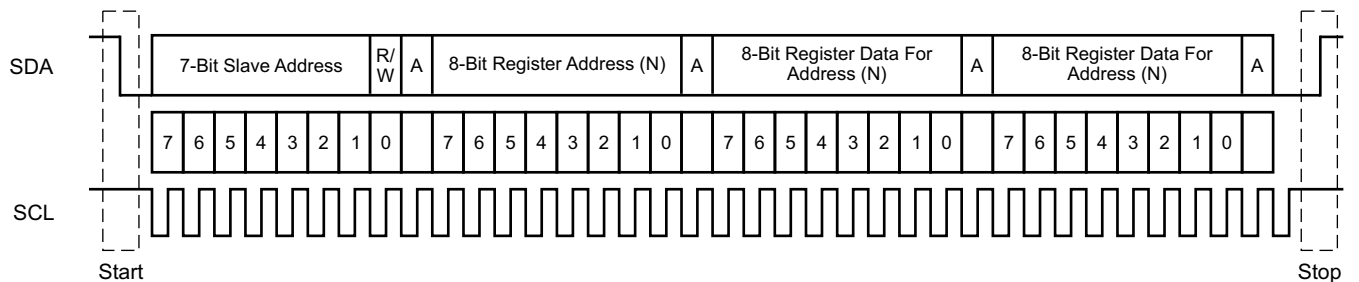 SDA
7-Bit Slave Address
R/
W
A
8-Bit Register Address (N)
A
8-Bit Register Data For
Address (N)
A
8-Bit Register Data For
Address (N)
A
7 6 5 4 3 2 1 0 7 6 5 4 3 2 1 0 7 6 5 4 3 2 1 0 7 6 5 4 3 2 1 0
SCL
Start
Stop